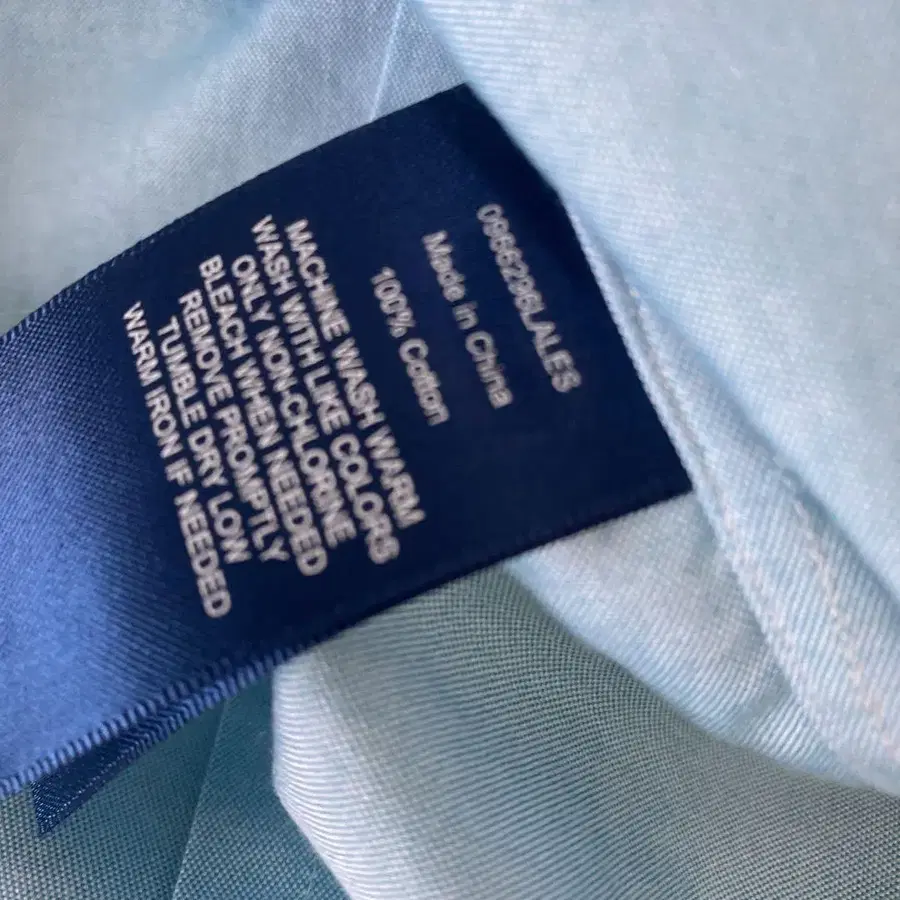 Made in China
100% Cotton
MACHINE WASH WARM
WASH WITH LIKE COLORS
ONLY NON-CHLORINE
BLEACH WHEN NEEDED
REMOVE PROMPTLY
TUMBLE DRY LOW
WARM IRON IF NEEDED